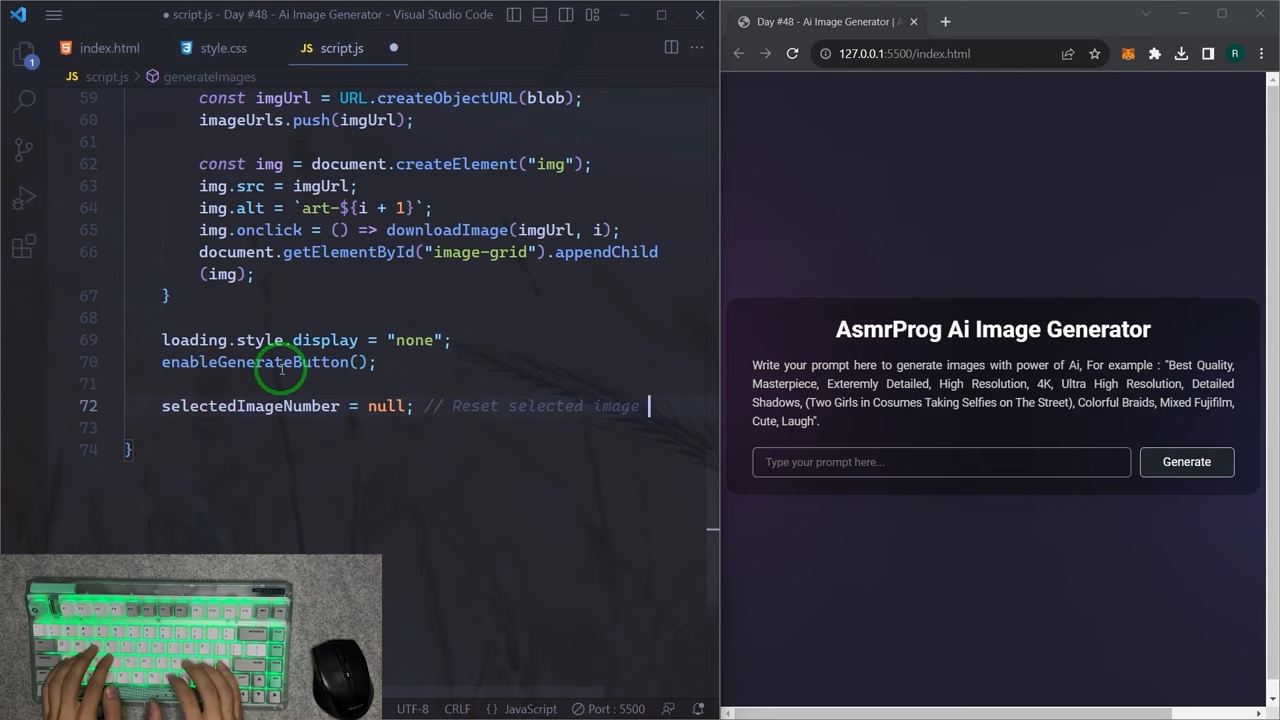 script.js - Day #48 - Ai Image Generator - Visual Studio Code
index.html
style.css
JS script.js
JS script.js > generateImages
59 const imgUrl = URL.createObjectURL(blob);
60 imageUrls.push(imgUrl);
61
62 const img = document.createElement("img");
63 img.src = imgUrl;
64 img.alt = `art-${i + 1}`;
65 img.onclick = () => downloadImage(imgUrl, i);
66 document.getElementById("image-grid").appendChild
(img);
67 }
68
69 loading.style.display = "none";
70 enableGenerateButton();
71
72 selectedImageNumber = null; // Reset selected image
73
74 }
1
UTF-8 CRLF {} JavaScript Port : 5500
Day #48 - Ai Image Generator | A
127.0.0.1:5500/index.html
R
AsmrProg Ai Image Generator
Write your prompt here to generate images with power of Ai, For example : "Best Quality,
Masterpiece, Exteremly Detailed, High Resolution, 4K, Ultra High Resolution, Detailed
Shadows, (Two Girls in Cosumes Taking Selfies on The Street), Colorful Braids, Mixed Fujifilm,
Cute, Laugh".
Type your prompt here...
Generate